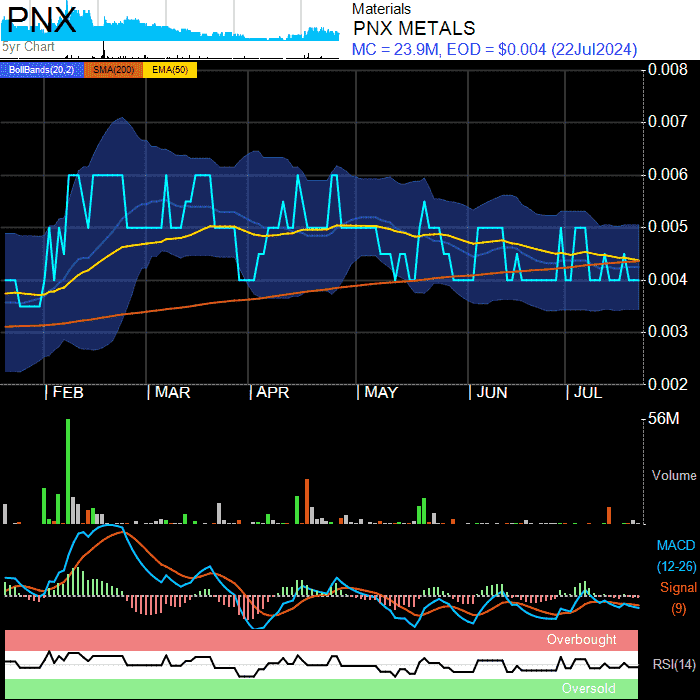 PNX
5yr Chart
Materials
PNX METALS
MC = 23.9M, EOD = $0.004 (22Jul2024)
BollBands(20,2) SMA(200) EMA(50)
0.008
0.007
0.006
0.005
0.004
0.003
0.002
FEB MAR APR MAY JUN JUL
56M
Volume
MACD
(12-26)
Signal
(9)
Overbought
RSI(14)
Oversold